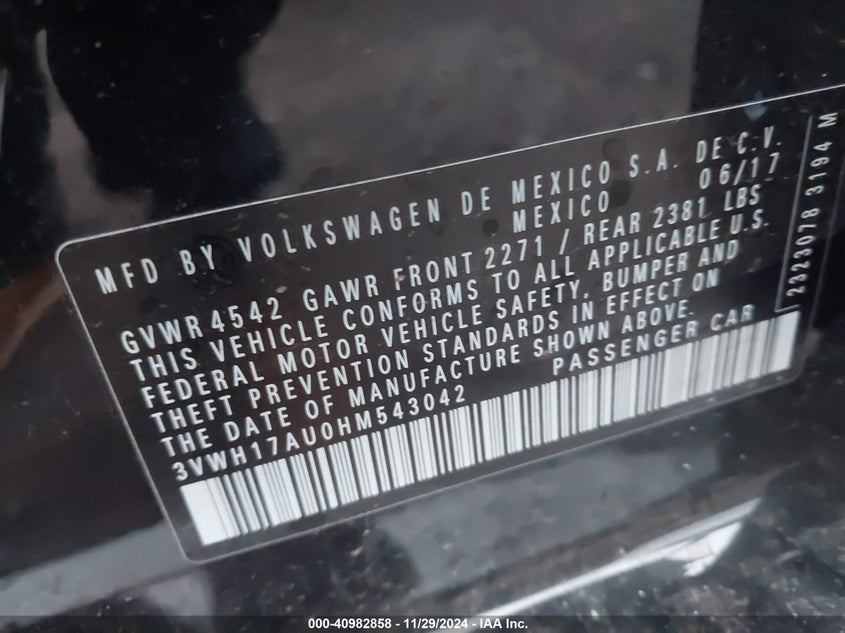 MFD BY VOLKSWAGEN DE MEXICO S.A. DE C.V.
MEXICO 06/17
GVWR 4542 GAWR FRONT 2271 / REAR 2381 LBS
THIS VEHICLE CONFORMS TO ALL APPLICABLE U.S.
FEDERAL MOTOR VEHICLE SAFETY, BUMPER AND
THEFT PREVENTION STANDARDS IN EFFECT ON
THE DATE OF MANUFACTURE SHOWN ABOVE.
3VWH17AU0HM543042 PASSENGER CAR
2323078 3194 M
000-40982858 - 11/29/2024 - IAA Inc.